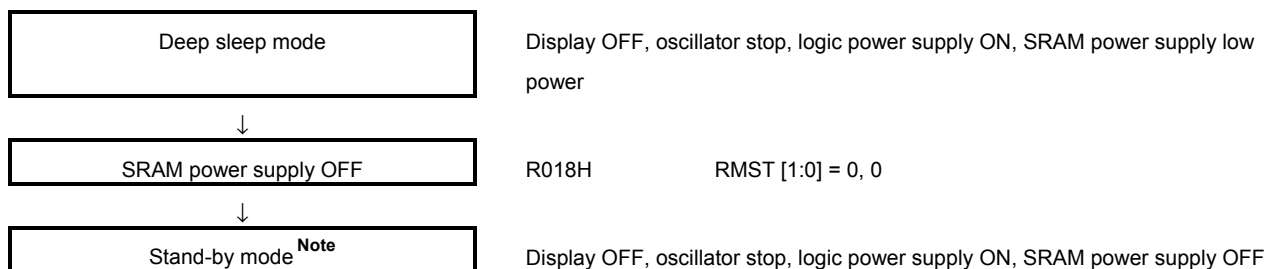 Deep sleep mode Display OFF, oscillator stop, logic power supply ON, SRAM power supply low
power
↓
SRAM power supply OFF R018H RMST [1:0] = 0, 0
↓
Stand-by mode Note Display OFF, oscillator stop, logic power supply ON, SRAM power supply OFF